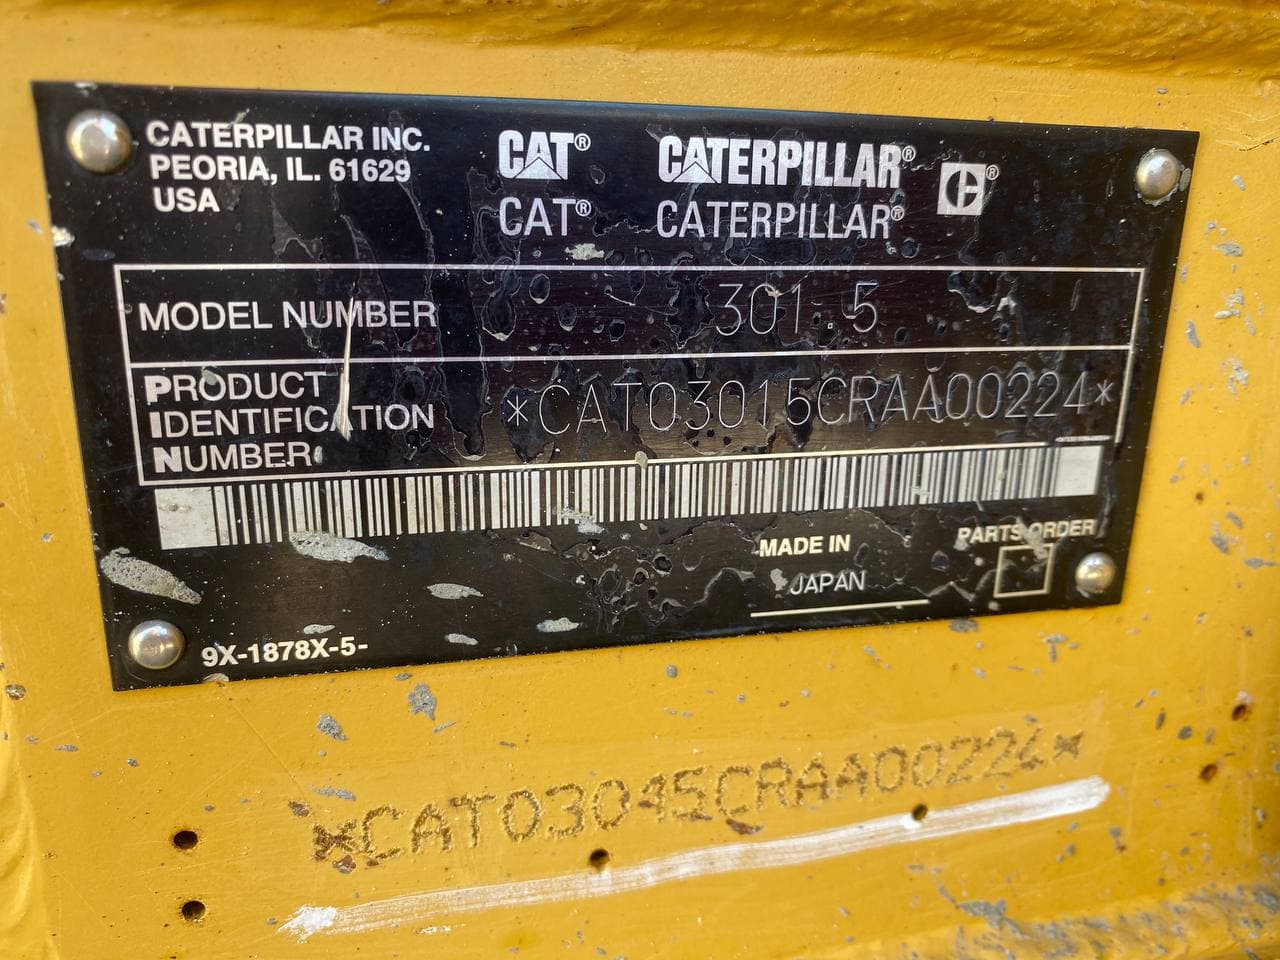 CATERPILLAR INC.
PEORIA, IL. 61629
USA
CAT® CATERPILLAR® ®
CAT® CATERPILLAR®
MODEL NUMBER 301.5
PRODUCT
IDENTIFICATION
NUMBER
*CAT03015CRAA00224*
MADE IN
JAPAN
PARTS ORDER
9X-1878X-5-
*CAT03015CRAA00224*